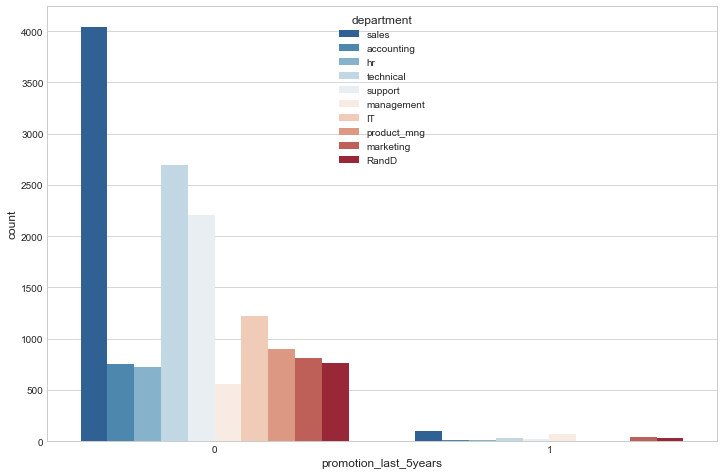 department
sales
accounting
hr
technical
support
management
IT
product_mng
marketing
RandD
4000
3500
3000
2500
2000
1500
1000
500
0
count
0 1
promotion_last_5years